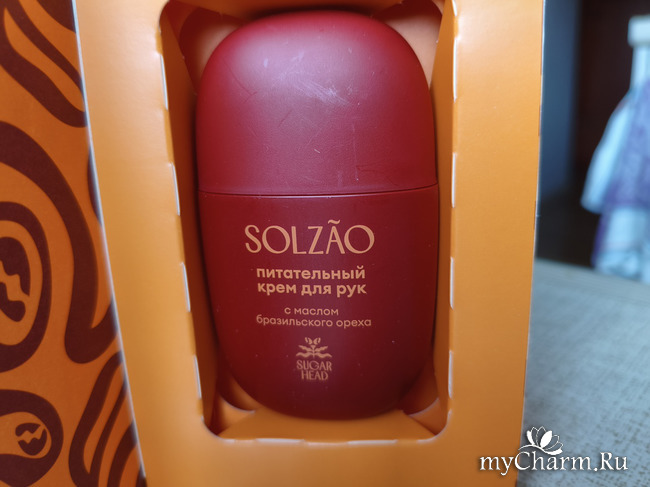 SOLZÃO
питательный
крем для рук
с маслом
бразильского ореха
SUGAR
HEAD
myCharm.Ru